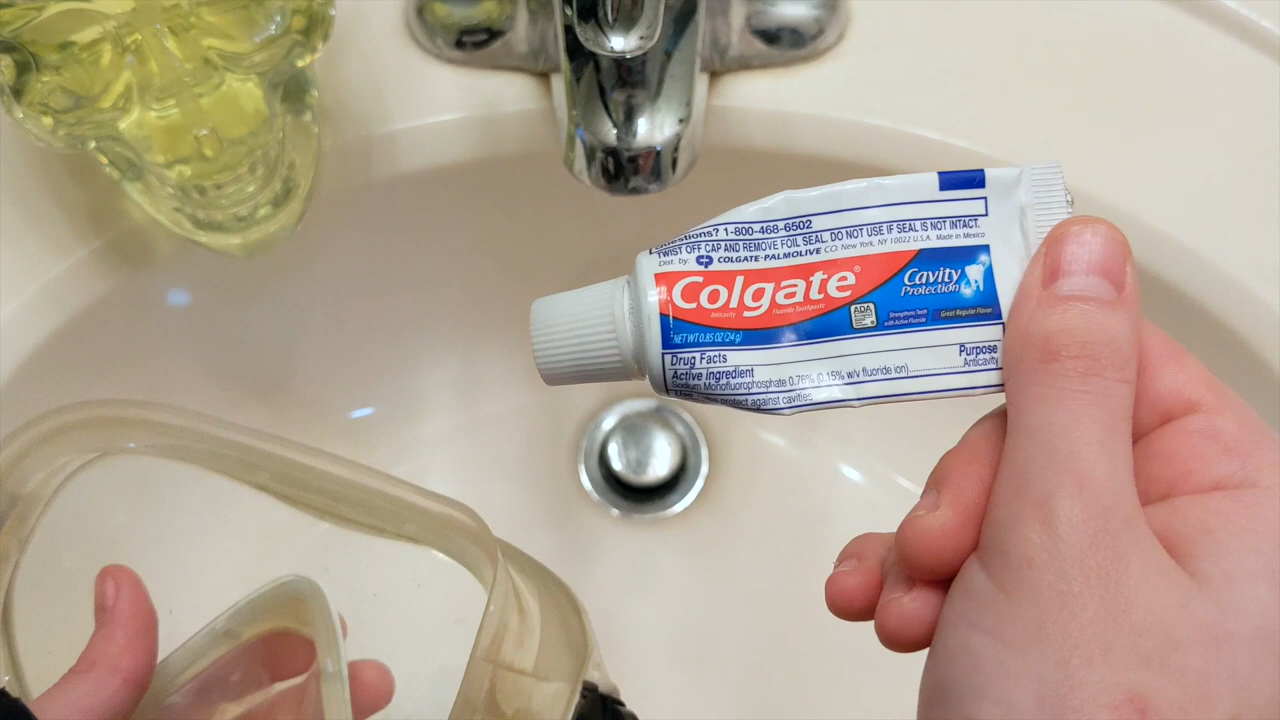 Questions? 1-800-468-6502
TWIST OFF CAP AND REMOVE FOIL SEAL. DO NOT USE IF SEAL IS NOT INTACT.
Dist. by: COLGATE-PALMOLIVE CO. New York, NY 10022 U.S.A. Made in Mexico
Colgate®
Anticavity Fluoride Toothpaste
Cavity
Protection
ADA
Accepted
Strengthens Teeth
with Active Fluoride
Great Regular Flavor
NET WT 0.85 OZ (24 g)
Drug Facts
Active ingredient
Purpose
Sodium Monofluorophosphate 0.76% (0.15% w/v fluoride ion)
Anticavity
Use helps protect against cavities